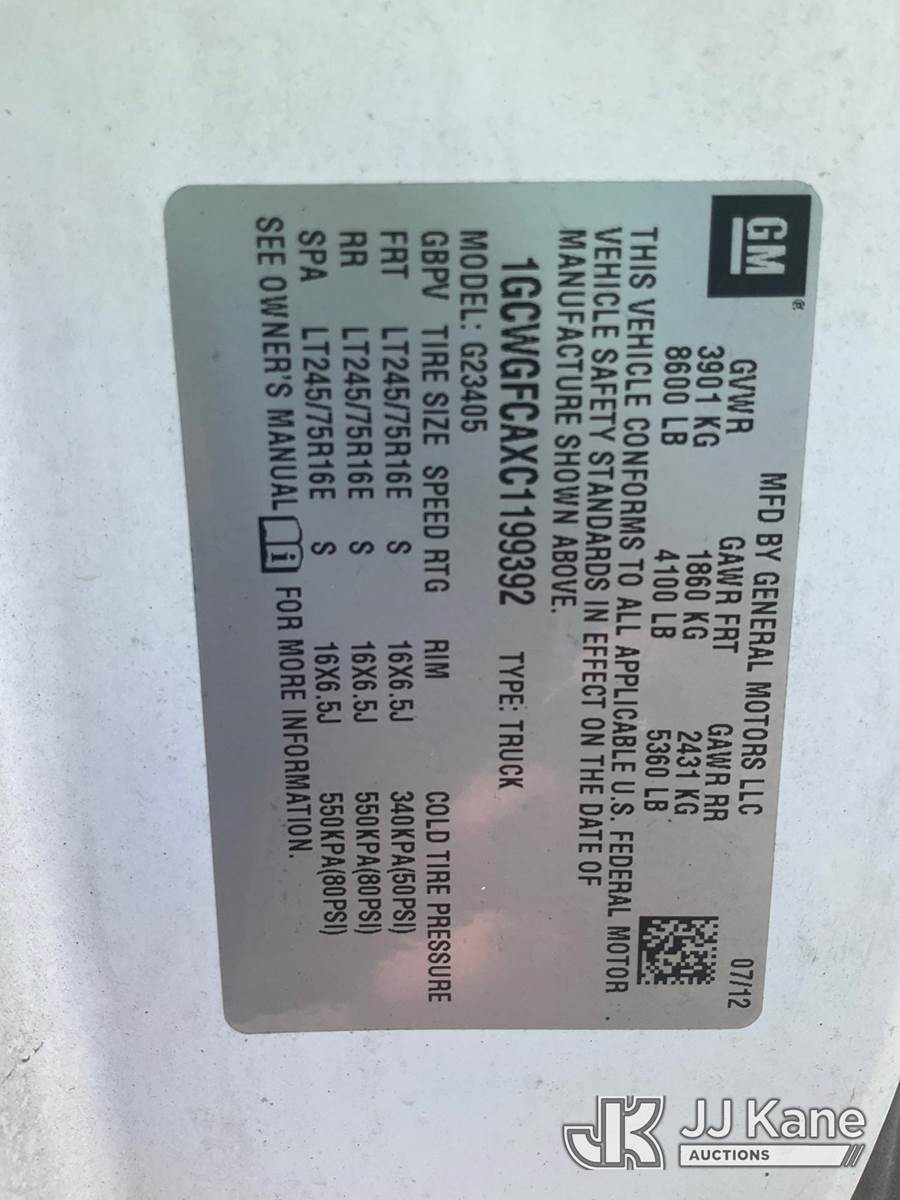 GM
MFD BY GENERAL MOTORS LLC 07/12
GVWR GAWR FRT GAWR RR
3901 KG 1860 KG 2431 KG
8600 LB 4100 LB 5360 LB
THIS VEHICLE CONFORMS TO ALL APPLICABLE U.S. FEDERAL MOTOR
VEHICLE SAFETY STANDARDS IN EFFECT ON THE DATE OF
MANUFACTURE SHOWN ABOVE.
1GCWGFCAXC1199392 TYPE: TRUCK
MODEL: G23405
GBPV TIRE SIZE SPEED RTG RIM COLD TIRE PRESSURE
FRT LT245/75R16E S 16X6.5J 340KPA(50PSI)
RR LT245/75R16E S 16X6.5J 550KPA(80PSI)
SPA LT245/75R16E S 16X6.5J 550KPA(80PSI)
SEE OWNER'S MANUAL i FOR MORE INFORMATION.
JK JJ Kane
AUCTIONS